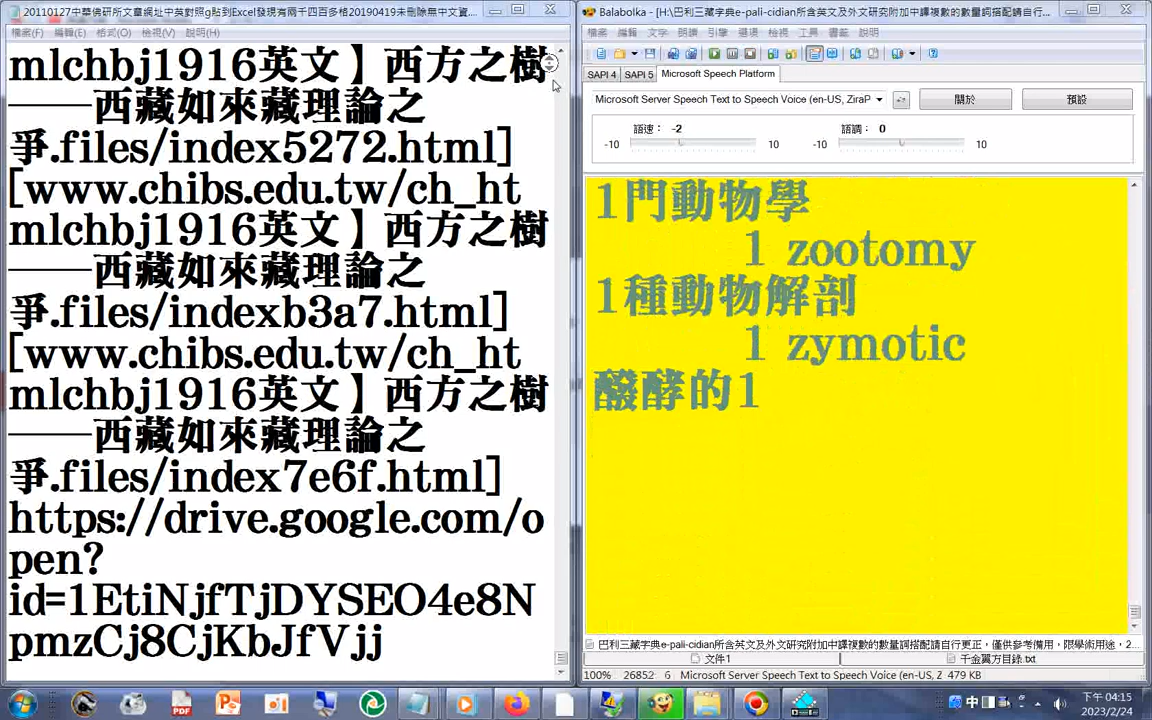 20110127中華佛研所文章網址中英對照g貼到Excel發現有兩千四百多格20190419未刪除無中文資...
檔案(F) 編輯(E) 格式(O) 檢視(V) 說明(H)
mlchbj1916英文】西方之樹
——西藏如來藏理論之
爭.files/index5272.html]
[www.chibs.edu.tw/ch_ht
mlchbj1916英文】西方之樹
——西藏如來藏理論之
爭.files/indexb3a7.html]
[www.chibs.edu.tw/ch_ht
mlchbj1916英文】西方之樹
——西藏如來藏理論之
爭.files/index7e6f.html]
https://drive.google.com/o
pen?
id=1EtiNjfTjDYSEO4e8N
pmzCj8CjKbJfVjj
Balabolka - [H:\巴利三藏字典e-pali-cidian所含英文及外文研究附加中譯複數的數量詞搭配請自行...
檔案 編輯 文字 朗讀 引擎 選項 檢視 工具 書籤 說明
SAPI 4 SAPI 5 Microsoft Speech Platform
Microsoft Server Speech Text to Speech Voice (en-US, ZiraP 關於 預設
語速： -2 語調： 0
-10 10 -10 10
1門動物學
1 zootomy
1種動物解剖
1 zymotic
醱酵的1
巴利三藏字典e-pali-cidian所含英文及外文研究附加中譯複數的數量詞搭配請自行更正，僅供參考備用，限學術用途，2...
文件1 千金翼方目錄.txt
100% 26852: 6 Microsoft Server Speech Text to Speech Voice (en-US, Z 479 KB
中
下午 04:15
2023/2/24